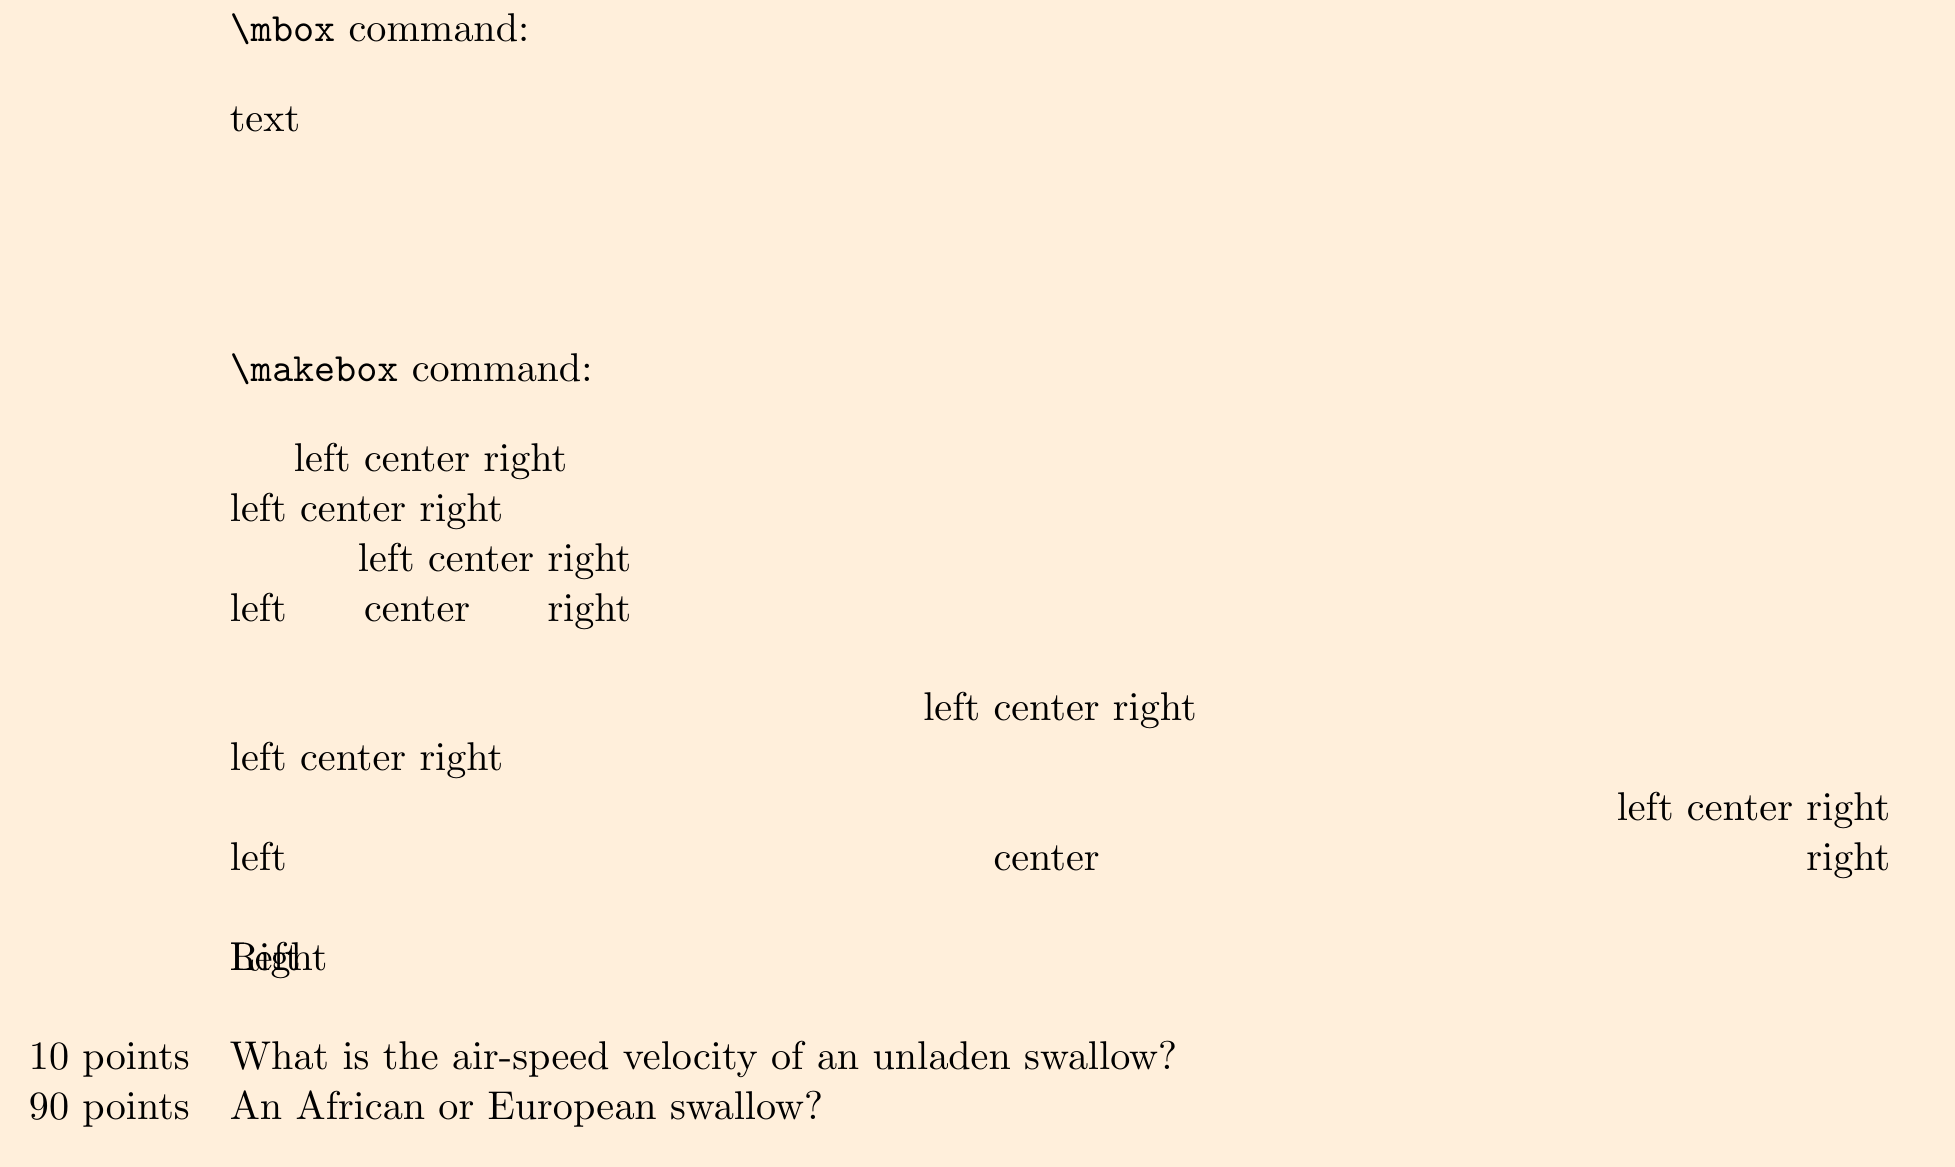 \mbox command:
text
\makebox command:
left center right
left center right
left center right
left center right
left center right
left center right
left center right
left center right
Left Right
10 points What is the air-speed velocity of an unladen swallow?
90 points An African or European swallow?